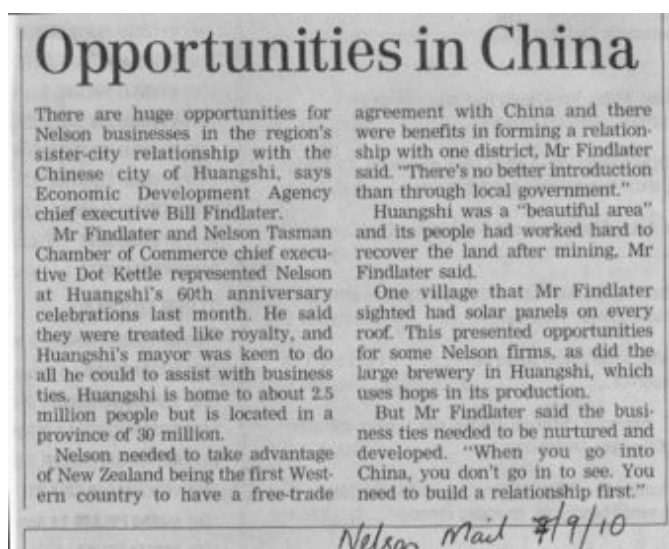 Opportunities in China
There are huge opportunities for
Nelson businesses in the region's
sister-city relationship with the
Chinese city of Huangshi, says
Economic Development Agency
chief executive Bill Findlater.
Mr Findlater and Nelson Tasman
Chamber of Commerce chief execu-
tive Dot Kettle represented Nelson
at Huangshi's 60th anniversary
celebrations last month. He said
they were treated like royalty, and
Huangshi's mayor was keen to do
all he could to assist with business
ties. Huangshi is home to about 2.5
million people but is located in a
province of 30 million.
Nelson needed to take advantage
of New Zealand being the first West-
ern country to have a free-trade
agreement with China and there
were benefits in forming a relation-
ship with one district, Mr Findlater
said. "There's no better introduction
than through local government."
Huangshi was a "beautiful area"
and its people had worked hard to
recover the land after mining, Mr
Findlater said.
One village that Mr Findlater
sighted had solar panels on every
roof. This presented opportunities
for some Nelson firms, as did the
large brewery in Huangshi, which
uses hops in its production.
But Mr Findlater said the busi-
ness ties needed to be nurtured and
developed. "When you go into
China, you don't go in to see. You
need to build a relationship first."
Nelson Mail /9/10